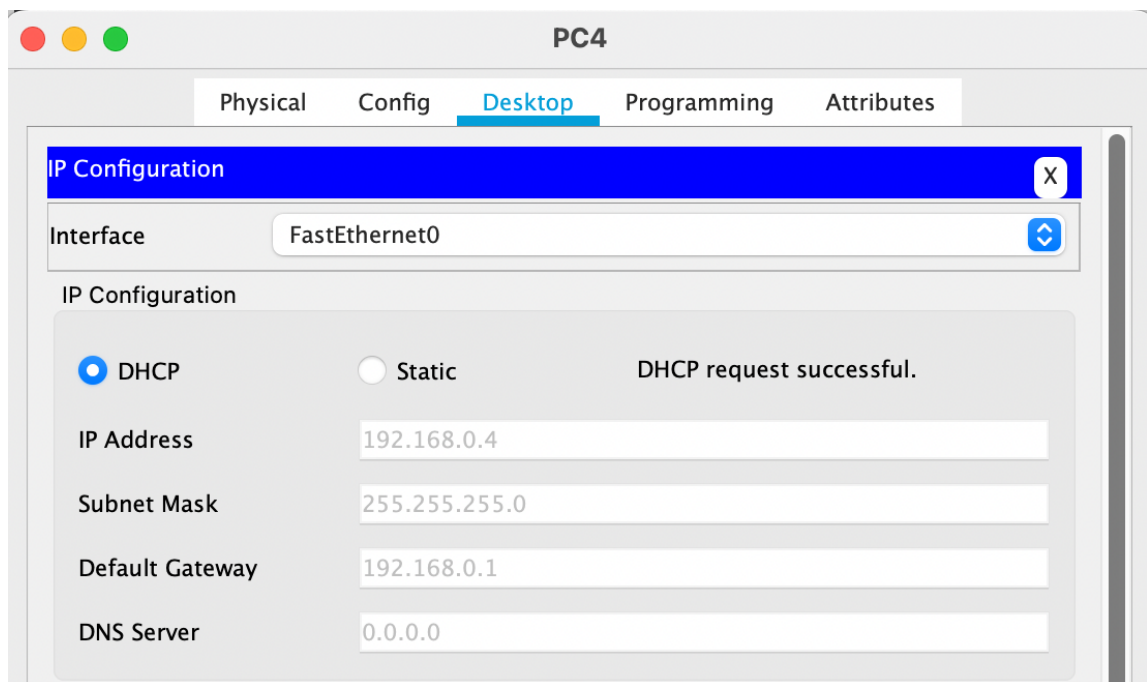 PC4
Physical Config Desktop Programming Attributes
IP Configuration X
Interface FastEthernet0
IP Configuration
DHCP Static DHCP request successful.
IP Address 192.168.0.4
Subnet Mask 255.255.255.0
Default Gateway 192.168.0.1
DNS Server 0.0.0.0